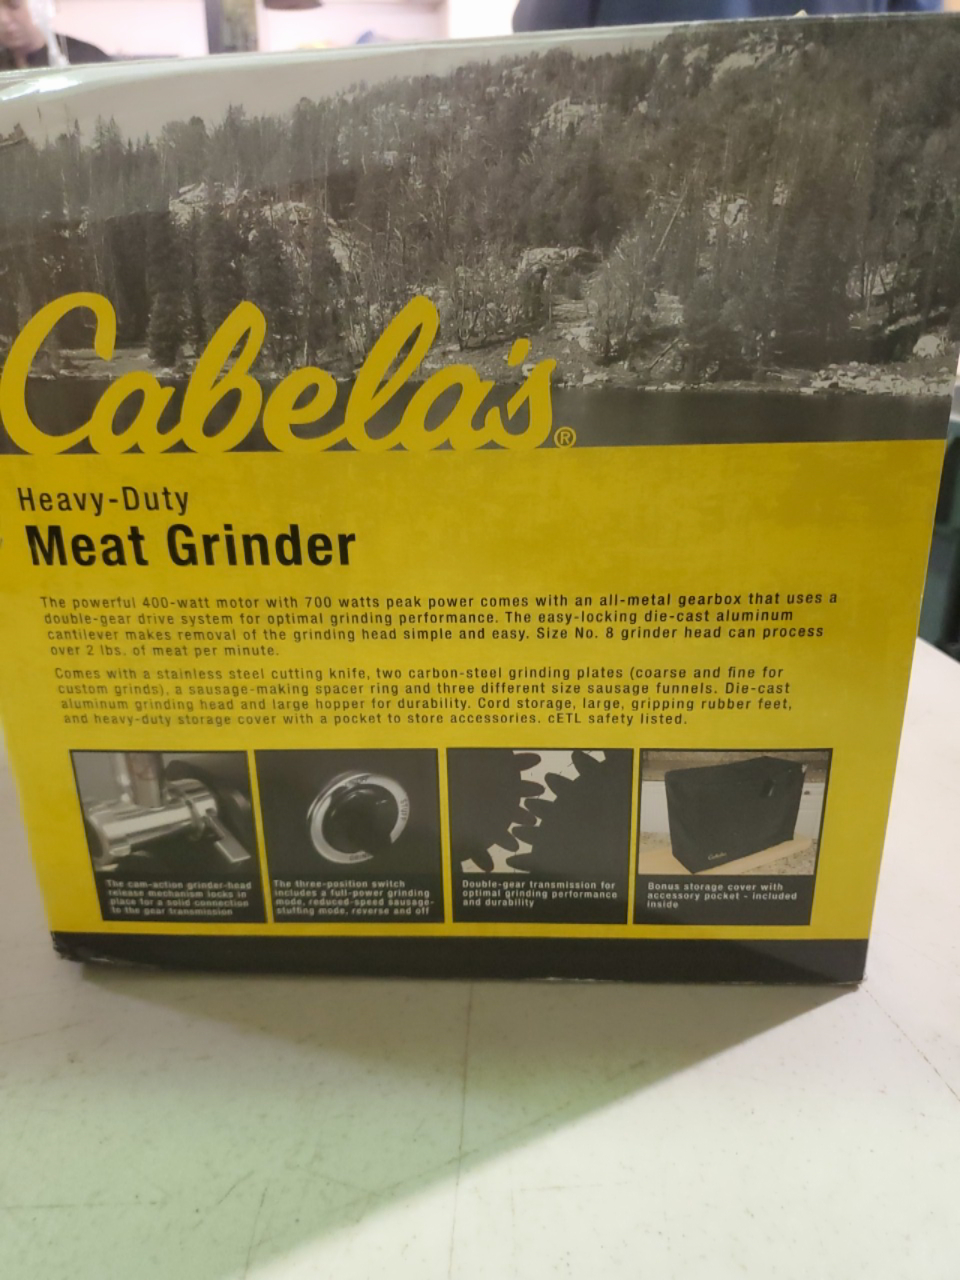 Cabela's®
Heavy-Duty
Meat Grinder
The powerful 400-watt motor with 700 watts peak power comes with an all-metal gearbox that uses a
double-gear drive system for optimal grinding performance. The easy-locking die-cast aluminum
cantilever makes removal of the grinding head simple and easy. Size No. 8 grinder head can process
over 2 lbs. of meat per minute.
Comes with a stainless steel cutting knife, two carbon-steel grinding plates (coarse and fine for
custom grinds), a sausage-making spacer ring and three different size sausage funnels. Die-cast
aluminum grinding head and large hopper for durability. Cord storage, large, gripping rubber feet,
and heavy-duty storage cover with a pocket to store accessories. cETL safety listed.
The cam-action grinder-head
release mechanism locks in
place for a solid connection
to the gear transmission
The three-position switch
includes a full-power grinding
mode, reduced-speed sausage-
stuffing mode, reverse and off
Double-gear transmission for
optimal grinding performance
and durability
Cabela's
Bonus storage cover with
accessory pocket - included
inside